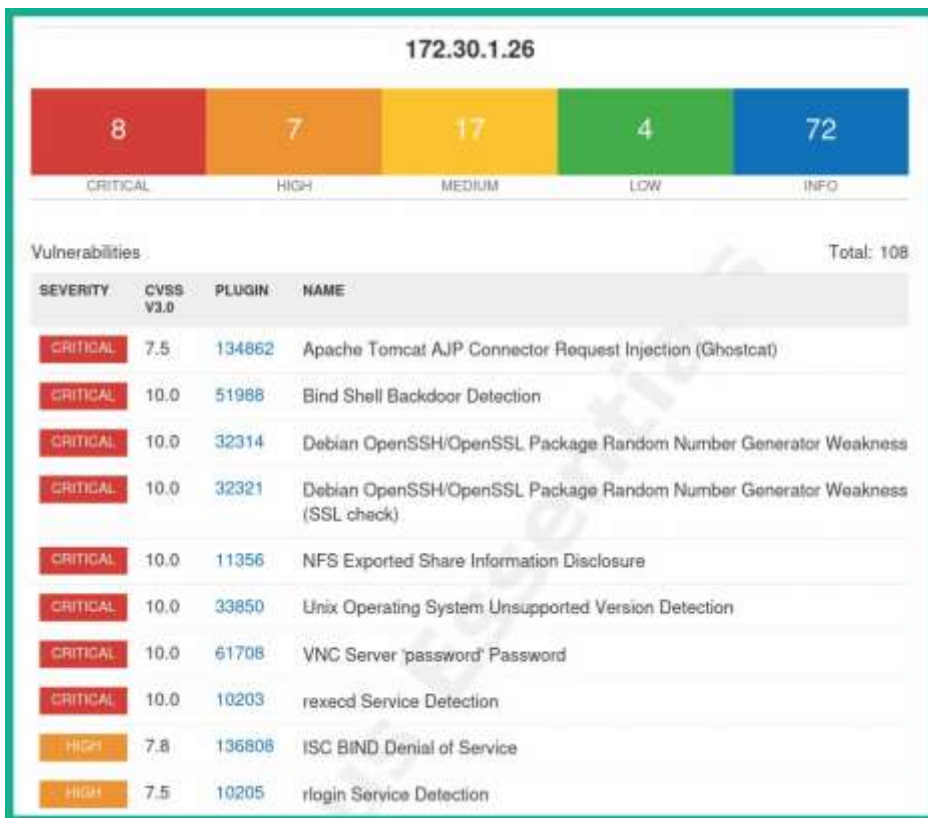 172.30.1.26
8 7 17 4 72
CRITICAL HIGH MEDIUM LOW INFO
Vulnerabilities Total: 108
SEVERITY CVSS V3.0 PLUGIN NAME
CRITICAL 7.5 134862 Apache Tomcat AJP Connector Request Injection (Ghostcat)
CRITICAL 10.0 51988 Bind Shell Backdoor Detection
CRITICAL 10.0 32314 Debian OpenSSH/OpenSSL Package Random Number Generator Weakness
CRITICAL 10.0 32321 Debian OpenSSH/OpenSSL Package Random Number Generator Weakness
(SSL check)
CRITICAL 10.0 11356 NFS Exported Share Information Disclosure
CRITICAL 10.0 33850 Unix Operating System Unsupported Version Detection
CRITICAL 10.0 61708 VNC Server 'password' Password
CRITICAL 10.0 10203 rexecd Service Detection
HIGH 7.8 136808 ISC BIND Denial of Service
HIGH 7.5 10205 rlogin Service Detection